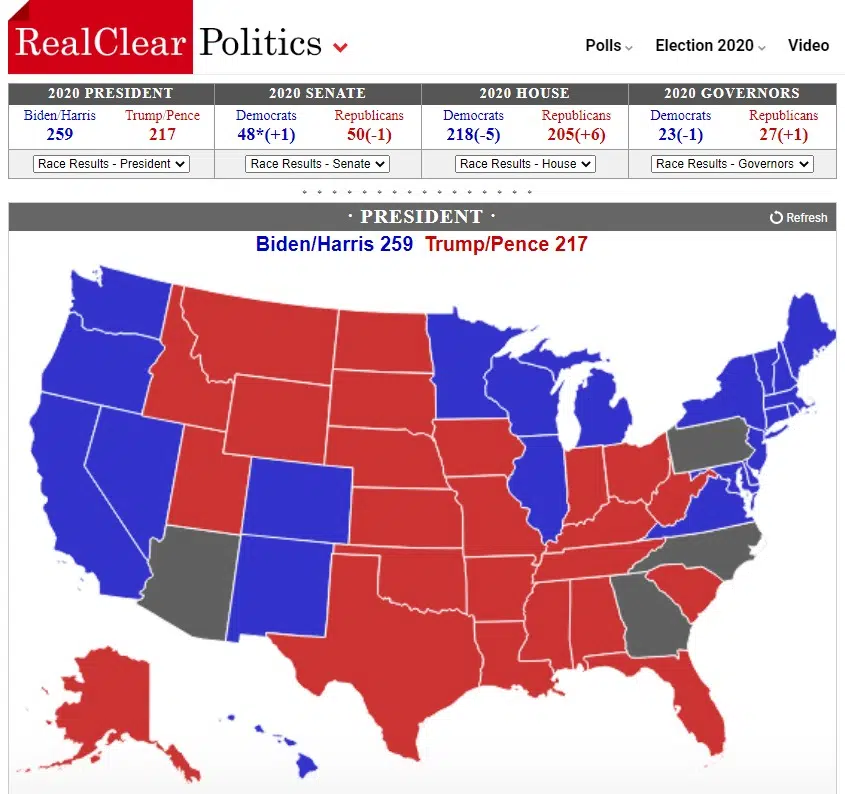 RealClear Politics
Polls Election 2020 Video
2020 PRESIDENT 2020 SENATE 2020 HOUSE 2020 GOVERNORS
Biden/Harris Trump/Pence Democrats Republicans Democrats Republicans Democrats Republicans
259 217 48*(+1) 50(-1) 218(-5) 205(+6) 23(-1) 27(+1)
Race Results - President Race Results - Senate Race Results - House Race Results - Governors
· PRESIDENT · Refresh
Biden/Harris 259 Trump/Pence 217